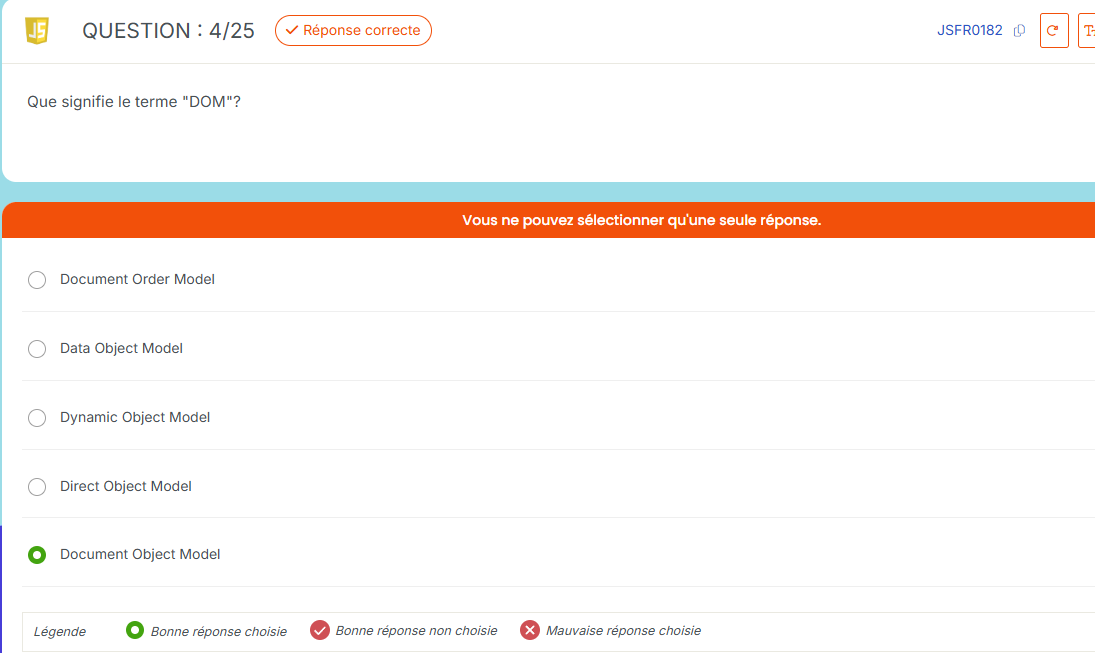 JS QUESTION : 4/25 Réponse correcte JSFR0182
Que signifie le terme "DOM"?
Vous ne pouvez sélectionner qu'une seule réponse.
Document Order Model
Data Object Model
Dynamic Object Model
Direct Object Model
Document Object Model
Légende Bonne réponse choisie Bonne réponse non choisie Mauvaise réponse choisie